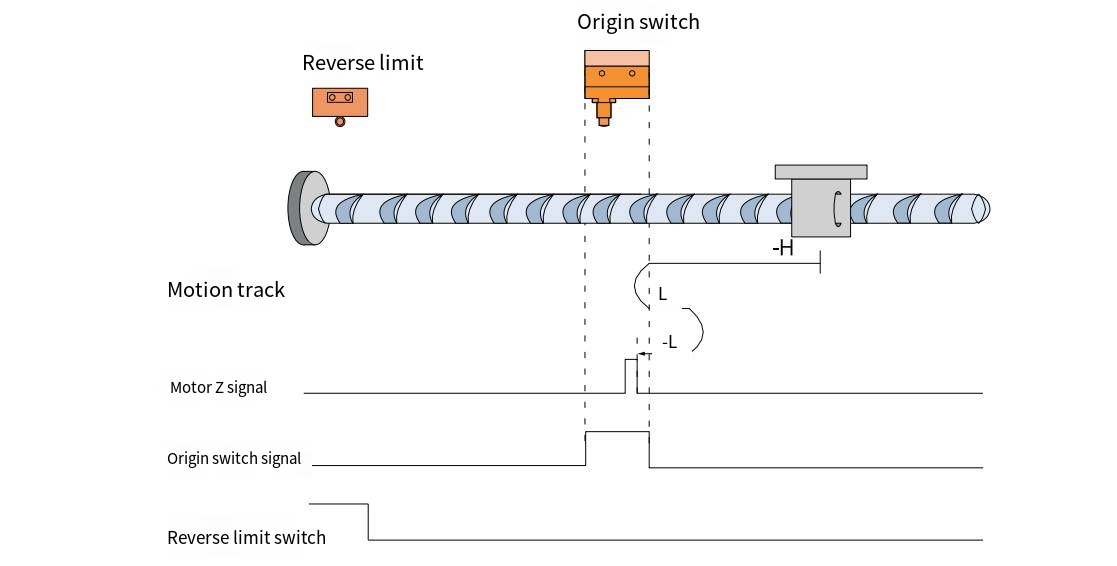 Origin switch
Reverse limit
-H
Motion track
L
-L
Motor Z signal
Origin switch signal
Reverse limit switch